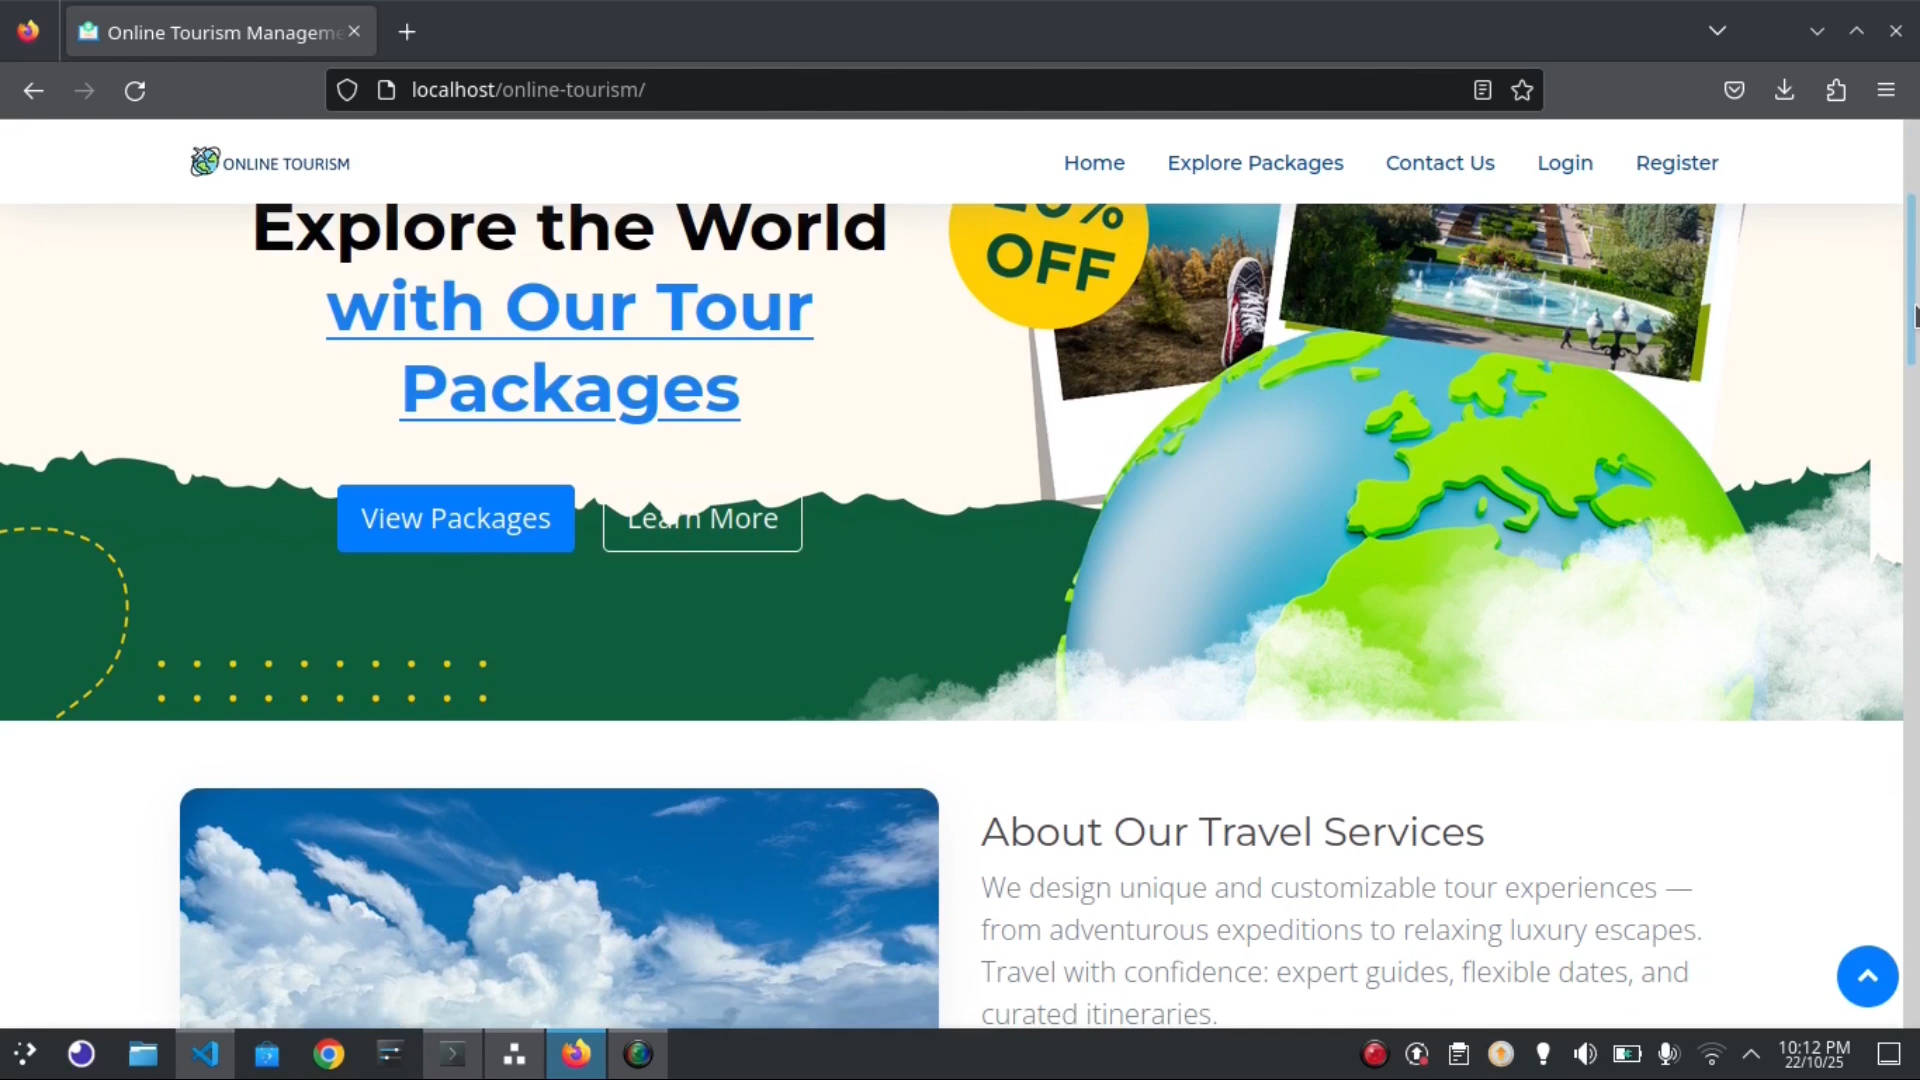 Online Tourism Manageme
localhost/online-tourism/
ONLINE TOURISM
Home
Explore Packages
Contact Us
Login
Register
Explore the World
with Our Tour
Packages
OFF
View Packages
Learn More
About Our Travel Services
We design unique and customizable tour experiences —
from adventurous expeditions to relaxing luxury escapes.
Travel with confidence: expert guides, flexible dates, and
curated itineraries.
10:12 PM
22/10/25